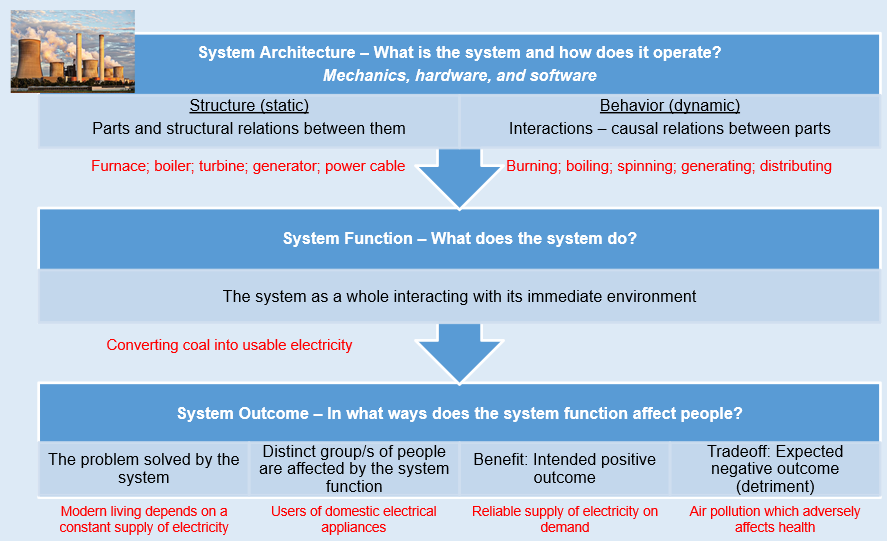 System Architecture – What is the system and how does it operate?
Mechanics, hardware, and software
Structure (static)
Parts and structural relations between them
Behavior (dynamic)
Interactions – causal relations between parts
Furnace; boiler; turbine; generator; power cable
Burning; boiling; spinning; generating; distributing
System Function – What does the system do?
The system as a whole interacting with its immediate environment
Converting coal into usable electricity
System Outcome – In what ways does the system function affect people?
The problem solved by the
system
Distinct group/s of people
are affected by the system
function
Benefit: Intended positive
outcome
Tradeoff: Expected
negative outcome
(detriment)
Modern living depends on a
constant supply of electricity
Users of domestic electrical
appliances
Reliable supply of electricity on
demand
Air pollution which adversely
affects health